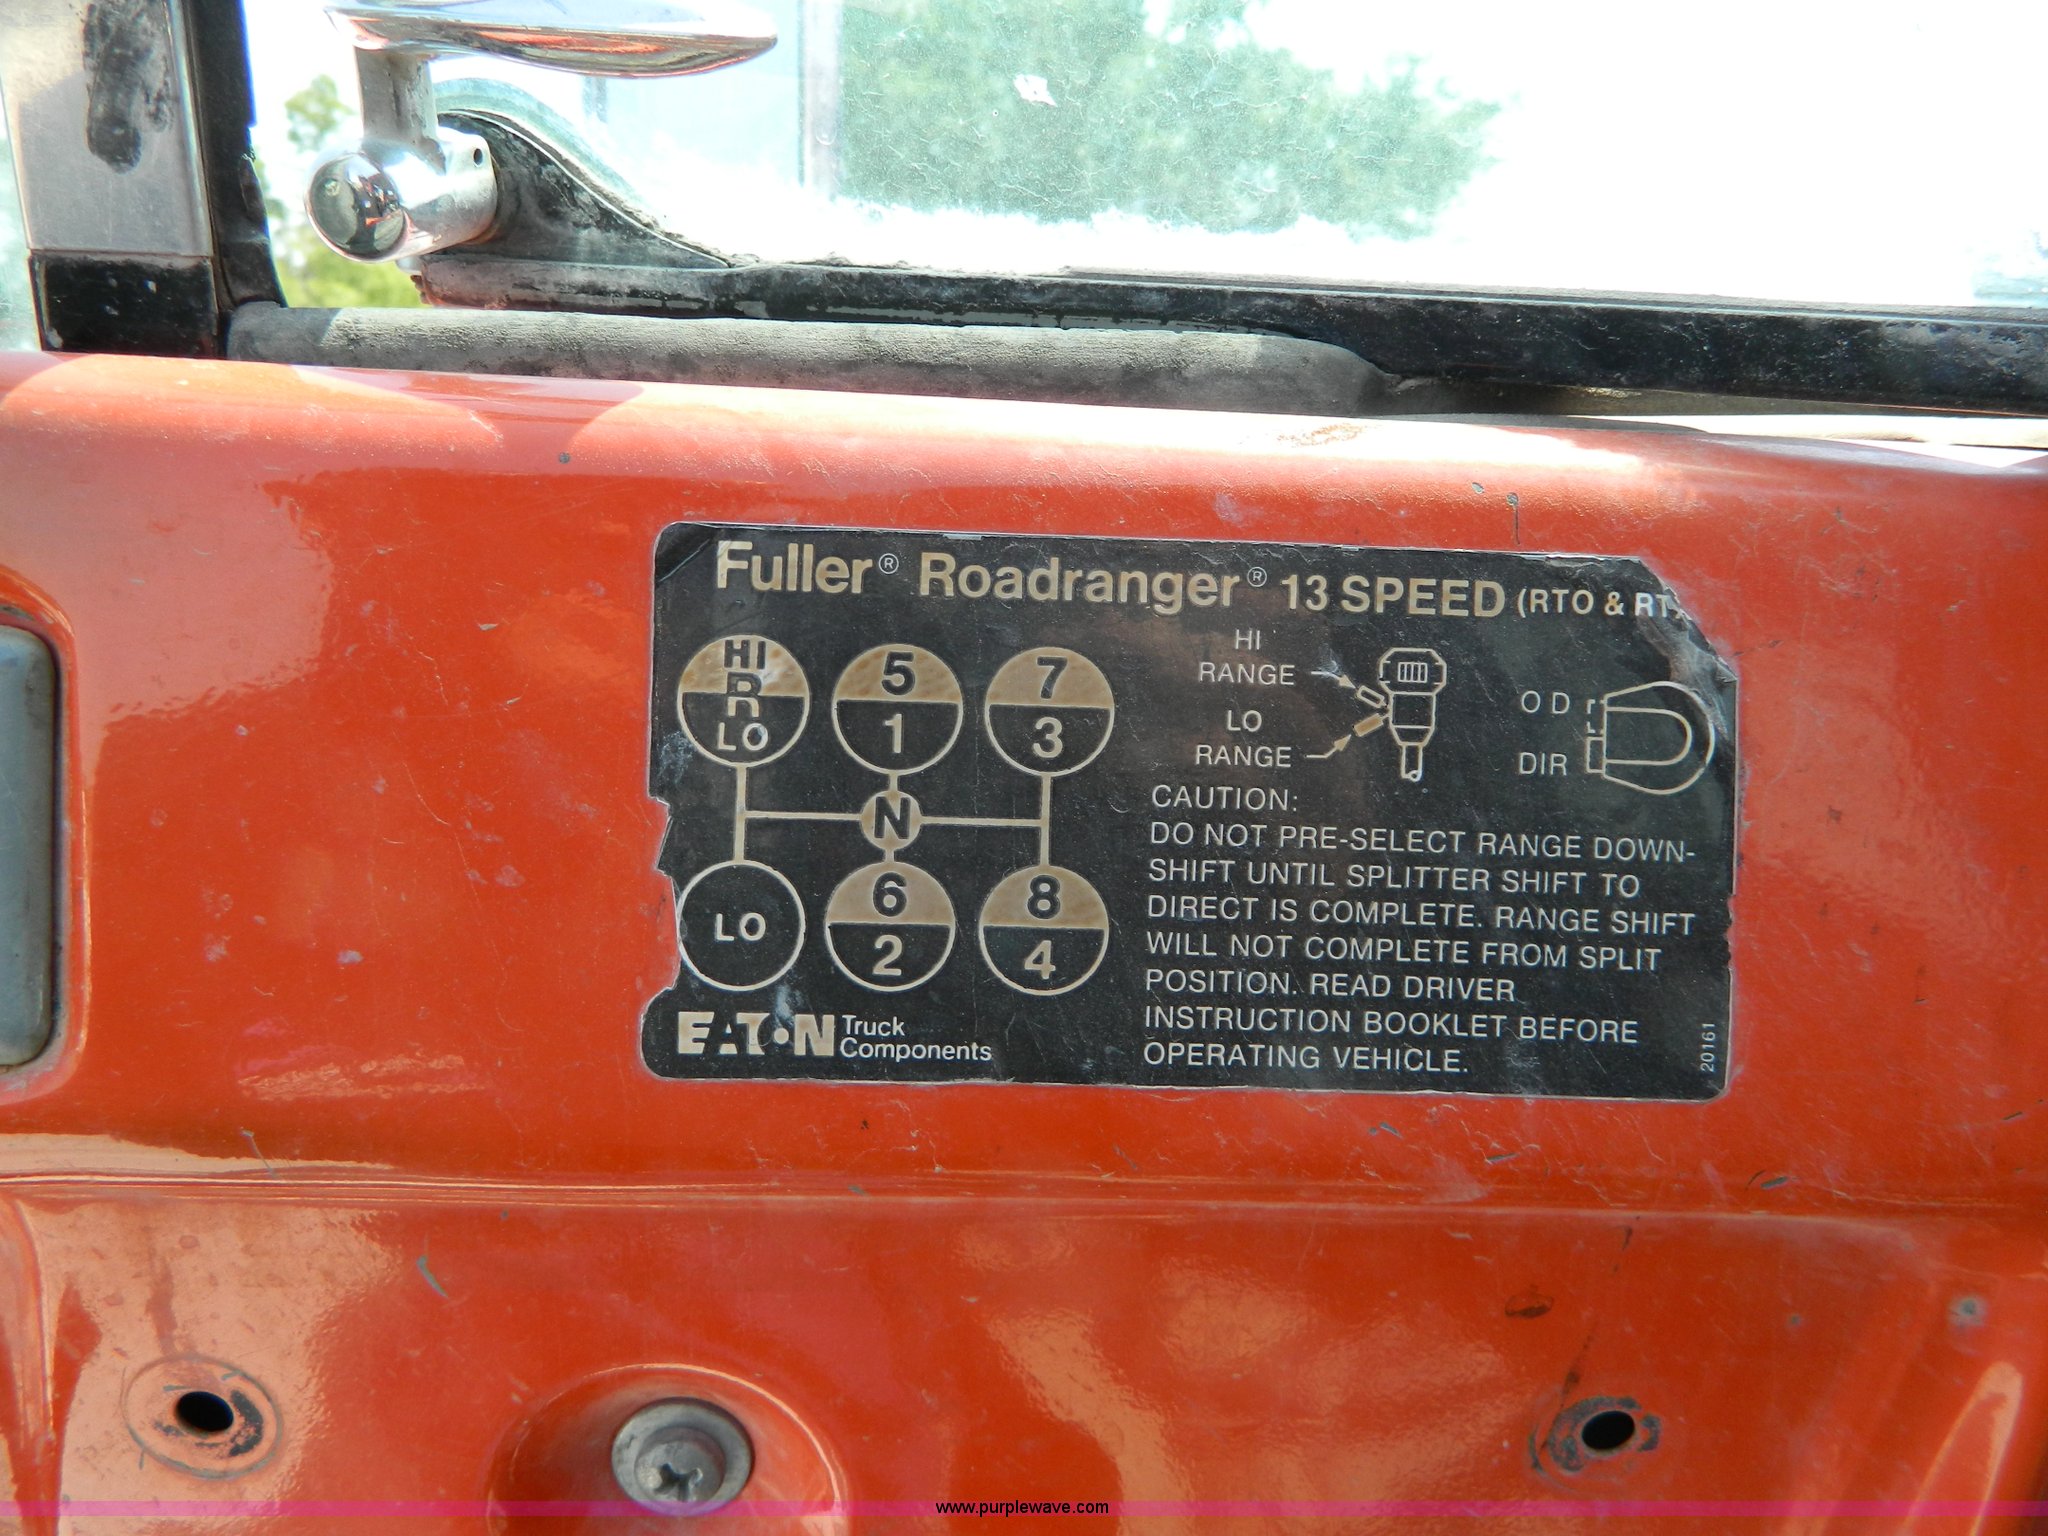 Fuller® Roadranger® 13 SPEED (RTO & RT
HI
R
LO
5
1
7
3
N
LO
6
2
8
4
HI
RANGE
LO
RANGE
O D
DIR
CAUTION:
DO NOT PRE-SELECT RANGE DOWN-
SHIFT UNTIL SPLITTER SHIFT TO
DIRECT IS COMPLETE. RANGE SHIFT
WILL NOT COMPLETE FROM SPLIT
POSITION. READ DRIVER
INSTRUCTION BOOKLET BEFORE
OPERATING VEHICLE.
EATON Truck
Components
20161
www.purplewave.com